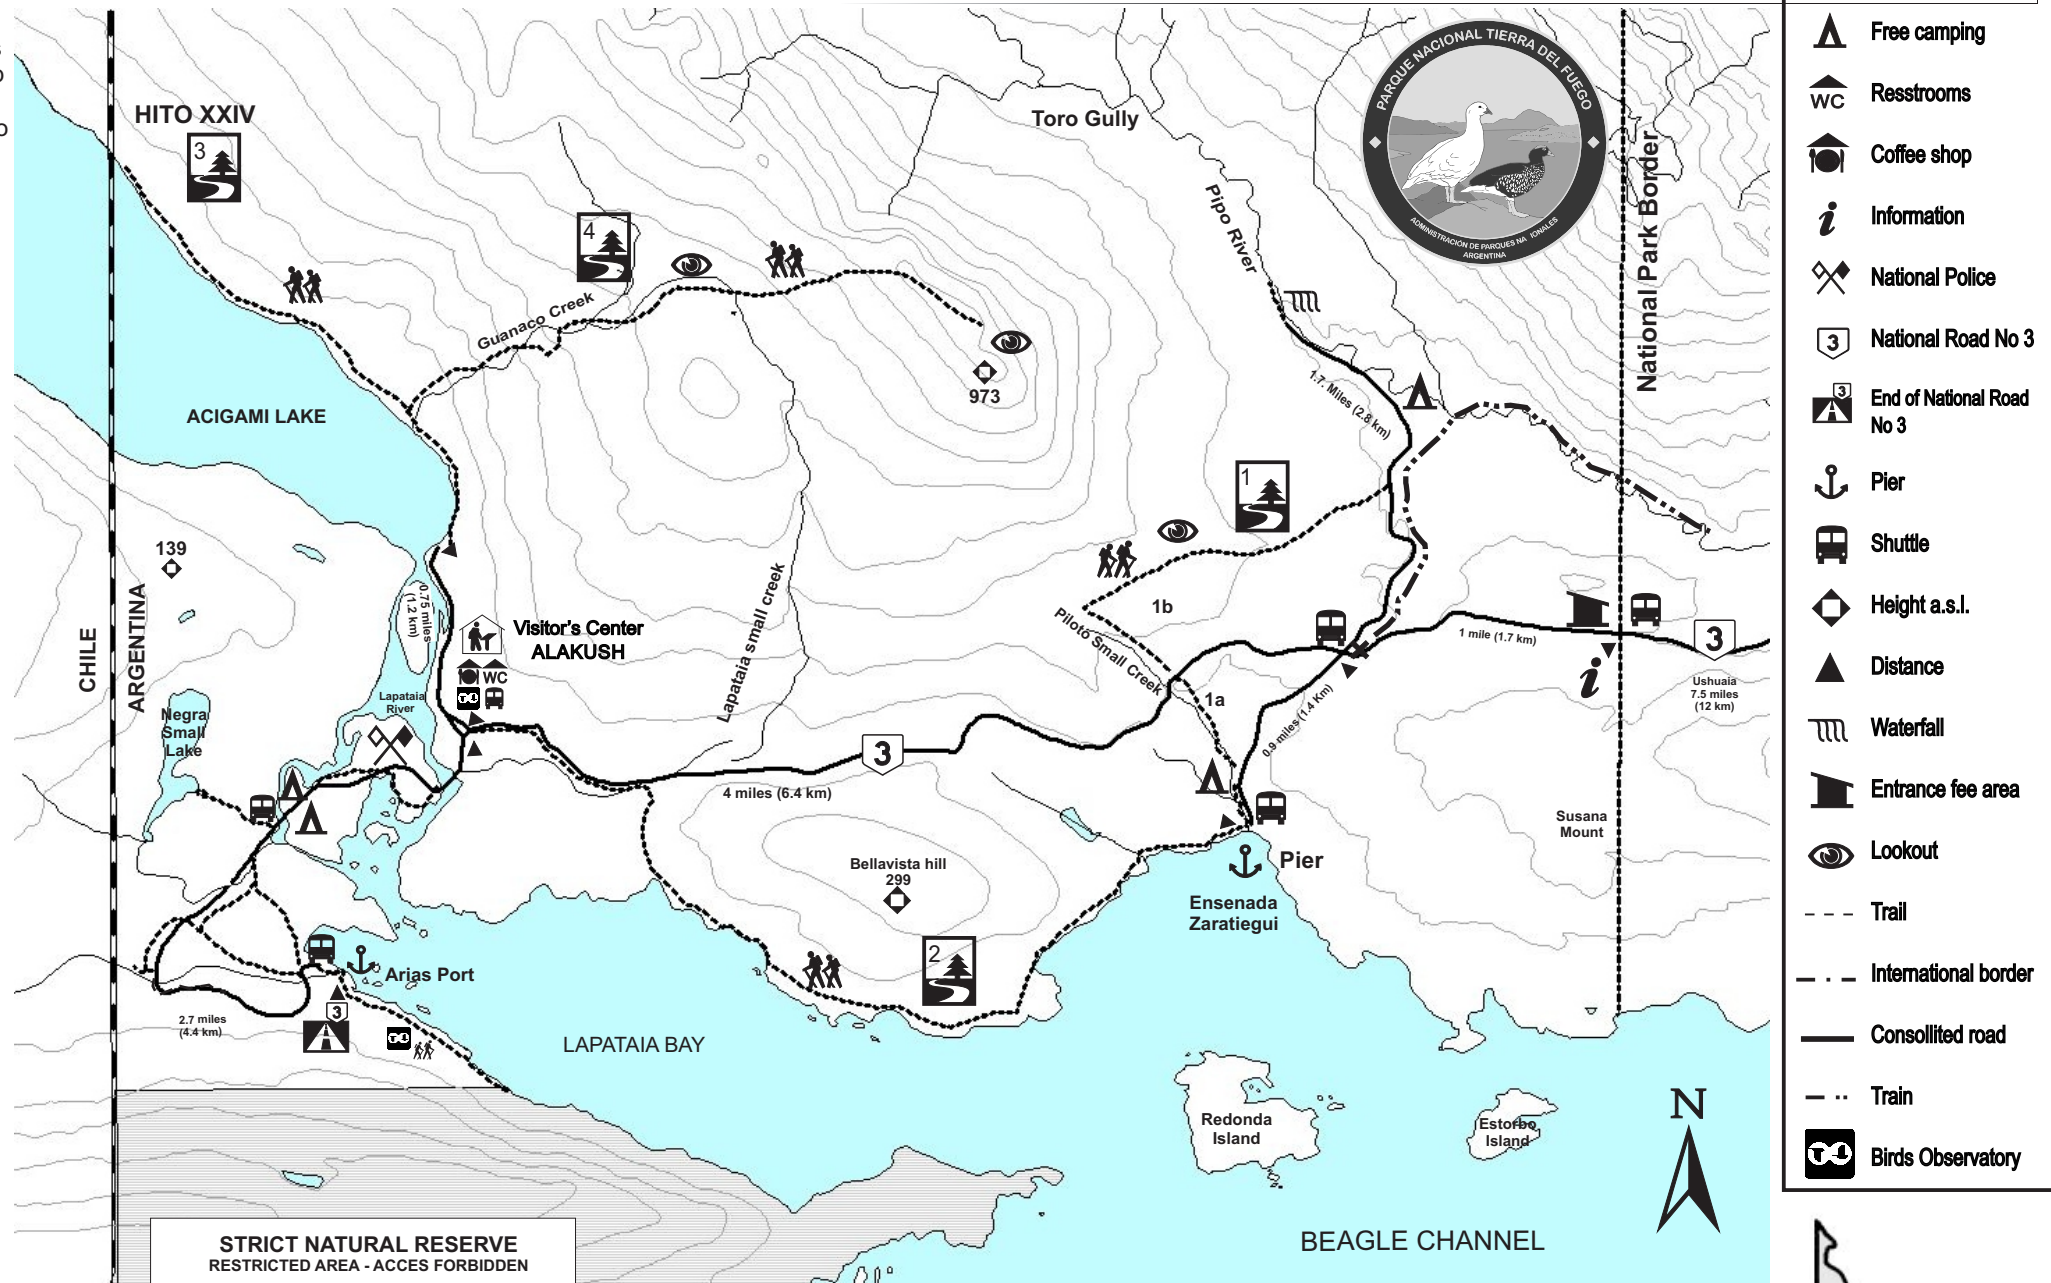 HITO XXIV
3
4
Guanaco Creek
ACIGAMI LAKE
973
Toro Gully
Pipo River
PARQUE NACIONAL TIERRA DEL FUEGO
ADMINISTRACIÓN DE PARQUES NA IONALES
ARGENTINA
National Park Border
1.7. Miles (2.8 km)
1
1b
Pilotó Small Creek
1a
139
CHILE
ARGENTINA
0.75 miles
(1.2 km)
Visitor's Center
ALAKUSH
WC
Lapataia small creek
Lapataia
River
Negra
Small
Lake
3
4 miles (6.4 km)
0.9 miles (1.4 Km)
1 mile (1.7 km)
3
Ushuaia
7.5 miles
(12 km)
Susana
Mount
Bellavista hill
299
2
Pier
Ensenada
Zaratiegui
Arias Port
3
2.7 miles
(4.4 km)
LAPATAIA BAY
Redonda
Island
Estorbo
Island
N
BEAGLE CHANNEL
STRICT NATURAL RESERVE
RESTRICTED AREA - ACCES FORBIDDEN
Free camping
WC
Resstrooms
Coffee shop
Information
National Police
3
National Road No 3
3
End of National Road
No 3
Pier
Shuttle
Height a.s.l.
Distance
Waterfall
Entrance fee area
Lookout
Trail
International border
Consollited road
Train
Birds Observatory